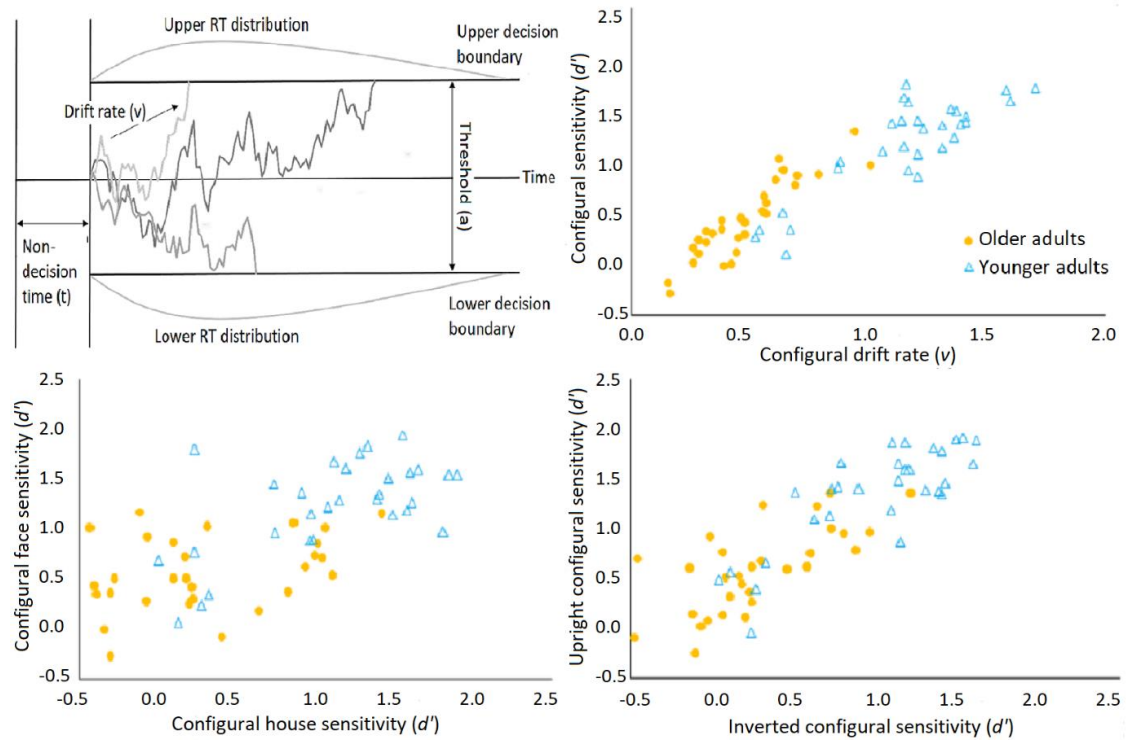 Upper RT distribution
Upper decision
boundary
Drift rate (v)
Threshold (a)
Time
Non-
decision
time (t)
Lower decision
boundary
Lower RT distribution
Configural sensitivity (d')
2.5
2.0
1.5
1.0
0.5
0.0
-0.5
Older adults
Younger adults
0.0 0.5 1.0 1.5 2.0
Configural drift rate (v)
Configural face sensitivity (d')
2.5
2.0
1.5
1.0
0.5
0.0
-0.5
0.0 0.5 1.0 1.5 2.0 2.5
Configural house sensitivity (d')
Upright configural sensitivity (d')
2.5
2.0
1.5
1.0
0.5
0.0
-0.5
-0.5 0.0 0.5 1.0 1.5 2.0 2.5
Inverted configural sensitivity (d')